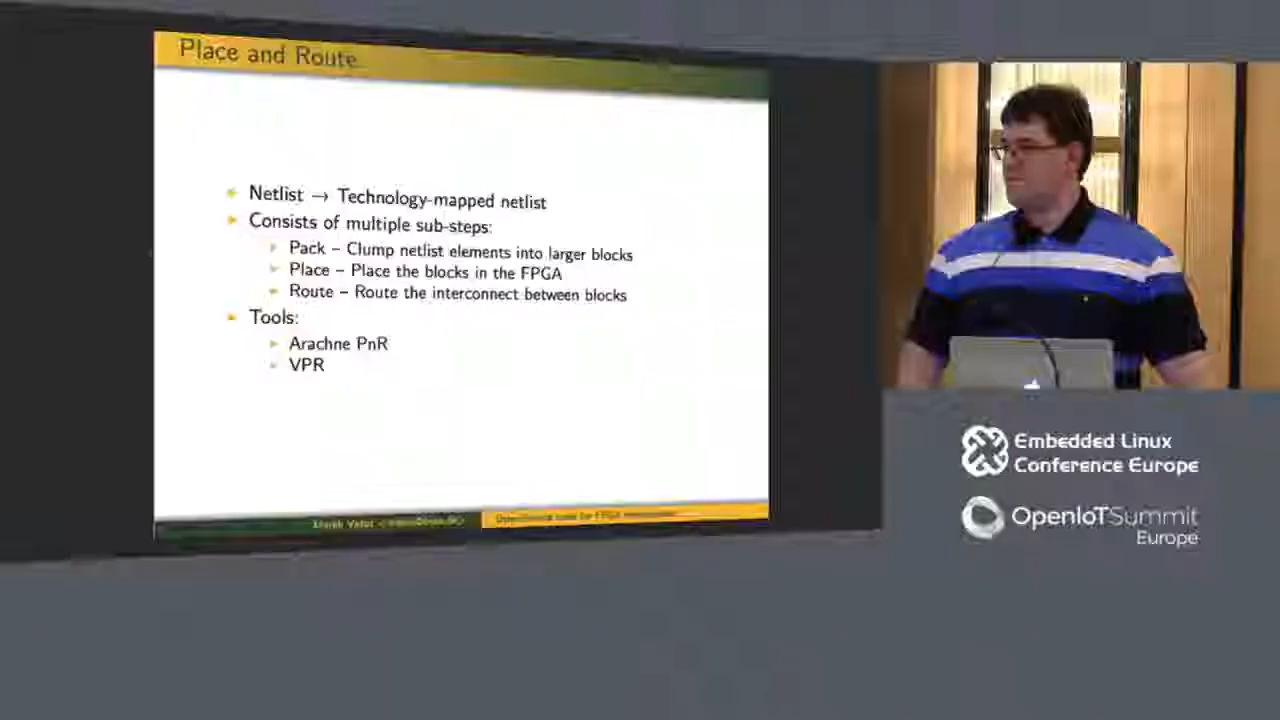 Place and Route
Netlist → Technology-mapped netlist
Consists of multiple sub-steps:
Pack – Clump netlist elements into larger blocks
Place – Place the blocks in the FPGA
Route – Route the interconnect between blocks
Tools:
Arachne PnR
VPR
Embedded Linux
Conference Europe
OpenIoTSummit
Europe